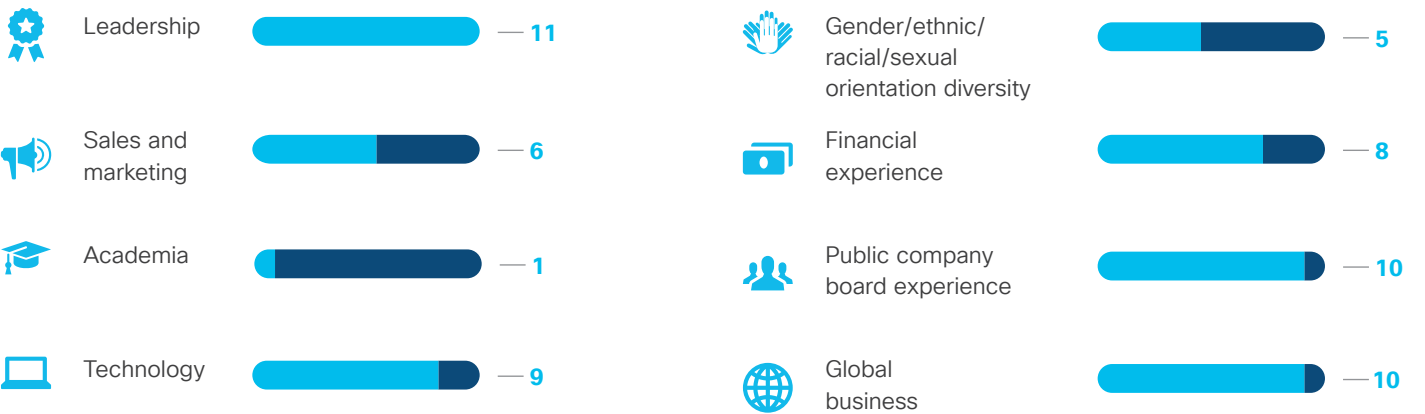 Leadership
11
Sales and
marketing
6
Academia
1
Technology
9
Gender/ethnic/
racial/sexual
orientation diversity
5
Financial
experience
8
Public company
board experience
10
Global
business
10